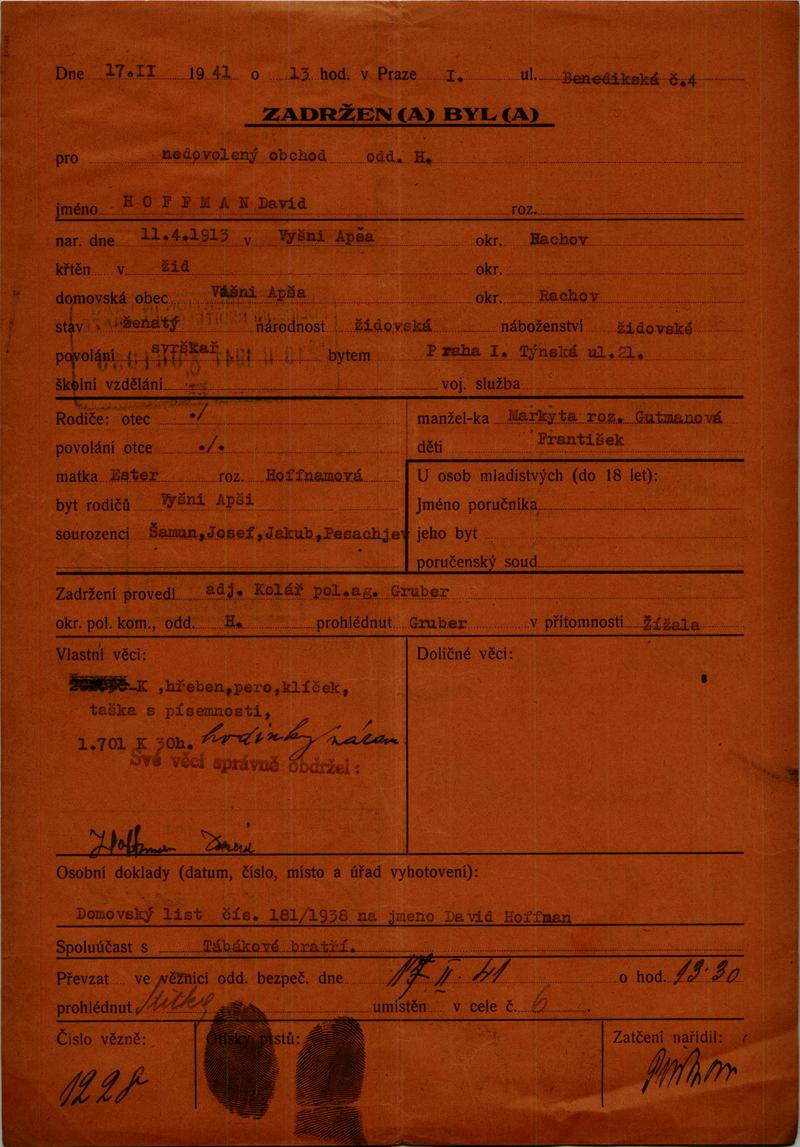 Dne 17.II 1941 o 13 hod. v Praze I. ul. Benedikská č.4
ZADRŽEN(A) BYL(A)
pro nedovolený obchod odd. H.
jméno HOFFMAN David roz.
nar. dne 11.4.1913 v Vyšni Apša okr. Rachov
křtěn v žid okr.
domovská obec Vášni Apša okr. Rachov
stav ženatý národnost židovská náboženství židovské
povolání svrškař bytem Praha I. Týnská ul.21.
školní vzdělání voj. služba
Rodiče: otec ./ manžel-ka Markyta roz. Gutmanová
povolání otce ./. děti František
matka Ester roz. Hoffnamová U osob mladistvých (do 18 let):
byt rodičů Vyšni Apši Jméno poručníka
sourozenci Šamun,Josef,Jakub,Pesachjev jeho byt
poručenský soud
Zadržení provedl adj. Kolář pol.ag. Gruber
okr. pol. kom., odd. H. prohlédnut Gruber v přítomnosti Žížala
Vlastní věci: Doličné věci:
K ,hřeben,pero,klíček,
taška s písemnosti,
1.701 K 30h. hodinky náram
Své věci správně obdržel:
Hoffman David
Osobní doklady (datum, číslo, místo a úřad vyhotovení):
Domovský list čís. 181/1938 na jmeno David Hoffman
Spoluúčast s Tábákové bratří.
Převzat ve věznici odd. bezpeč. dne 17 II. 41 o hod. 13·30
prohlédnut umístěn v cele č. 6
Číslo vězně: Otisky prstů: Zatčení nařídil:
1228